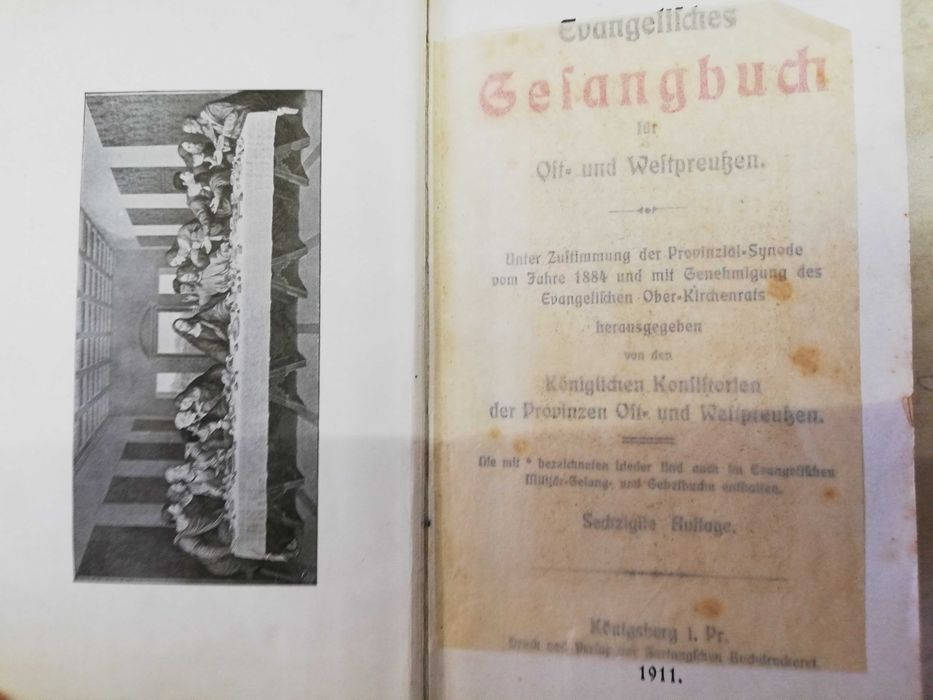 Evangelisches
Gesangbuch
für
Ost- und Westpreußen.
Unter Zustimmung der Provinzial-Synode
vom Jahre 1884 und mit Genehmigung des
Evangelischen Ober-Kirchenrats
herausgegeben
von den
Königlichen Konsistorien
der Provinzen Ost- und Westpreußen.
Die mit * bezeichneten Lieder sind auch im Evangelischen
Militär-Gesang- und Gebetbuche enthalten.
Sechzigste Auflage.
Königsberg i. Pr.
Druck und Verlag der Hartungschen Buchdruckerei
1911.